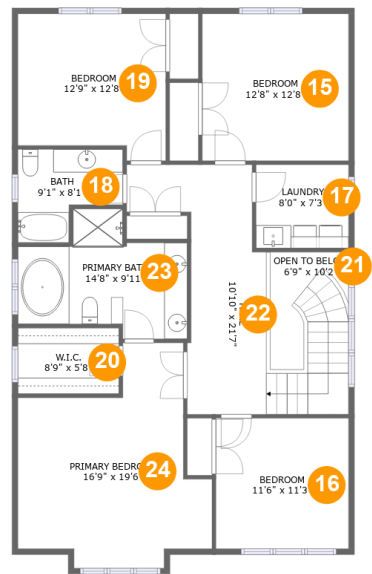 BEDROOM
12'9" x 12'8
19
BEDROOM
12'8" x 12'8
15
BATH
9'1" x 8'1
18
LAUNDRY
8'0" x 7'3
17
PRIMARY BAT
14'8" x 9'11
23
OPEN TO BELO
6'9" x 10'2
21
10'10" x 21'7"
22
W.I.C.
8'9" x 5'8
20
PRIMARY BEDRO
16'9" x 19'6
24
BEDROOM
11'6" x 11'3
16